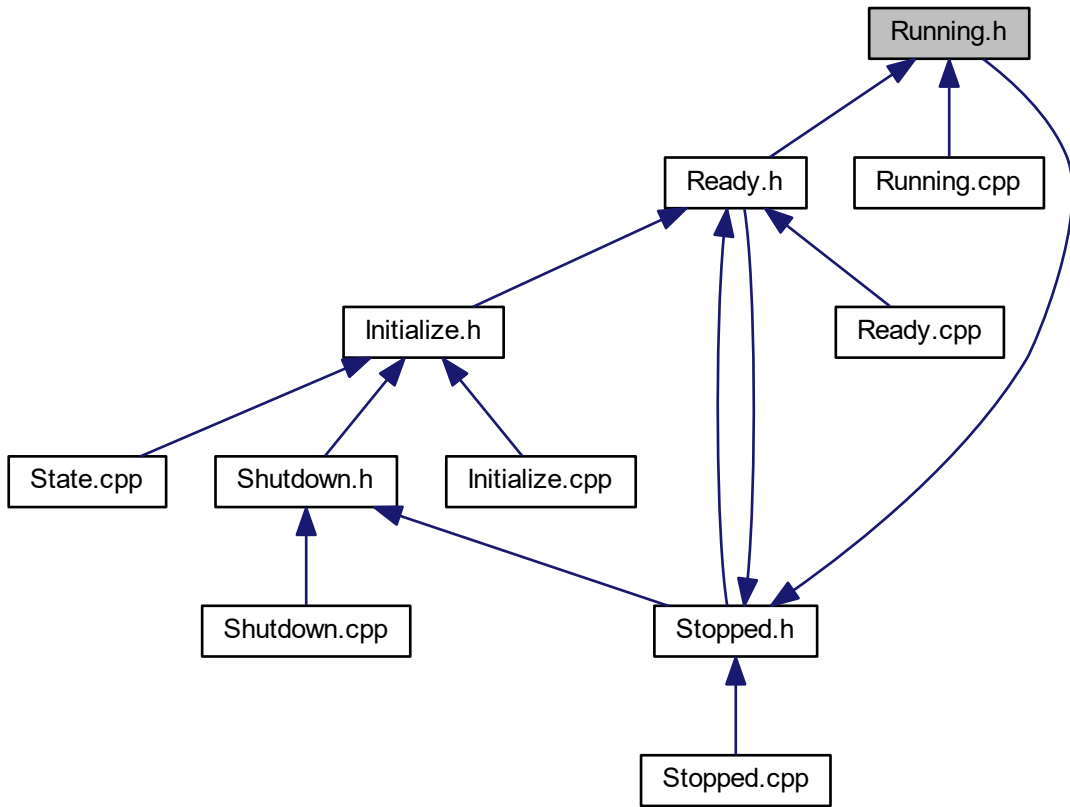 Running.h
Ready.h
Running.cpp
Initialize.h
Ready.cpp
State.cpp
Shutdown.h
Initialize.cpp
Shutdown.cpp
Stopped.h
Stopped.cpp